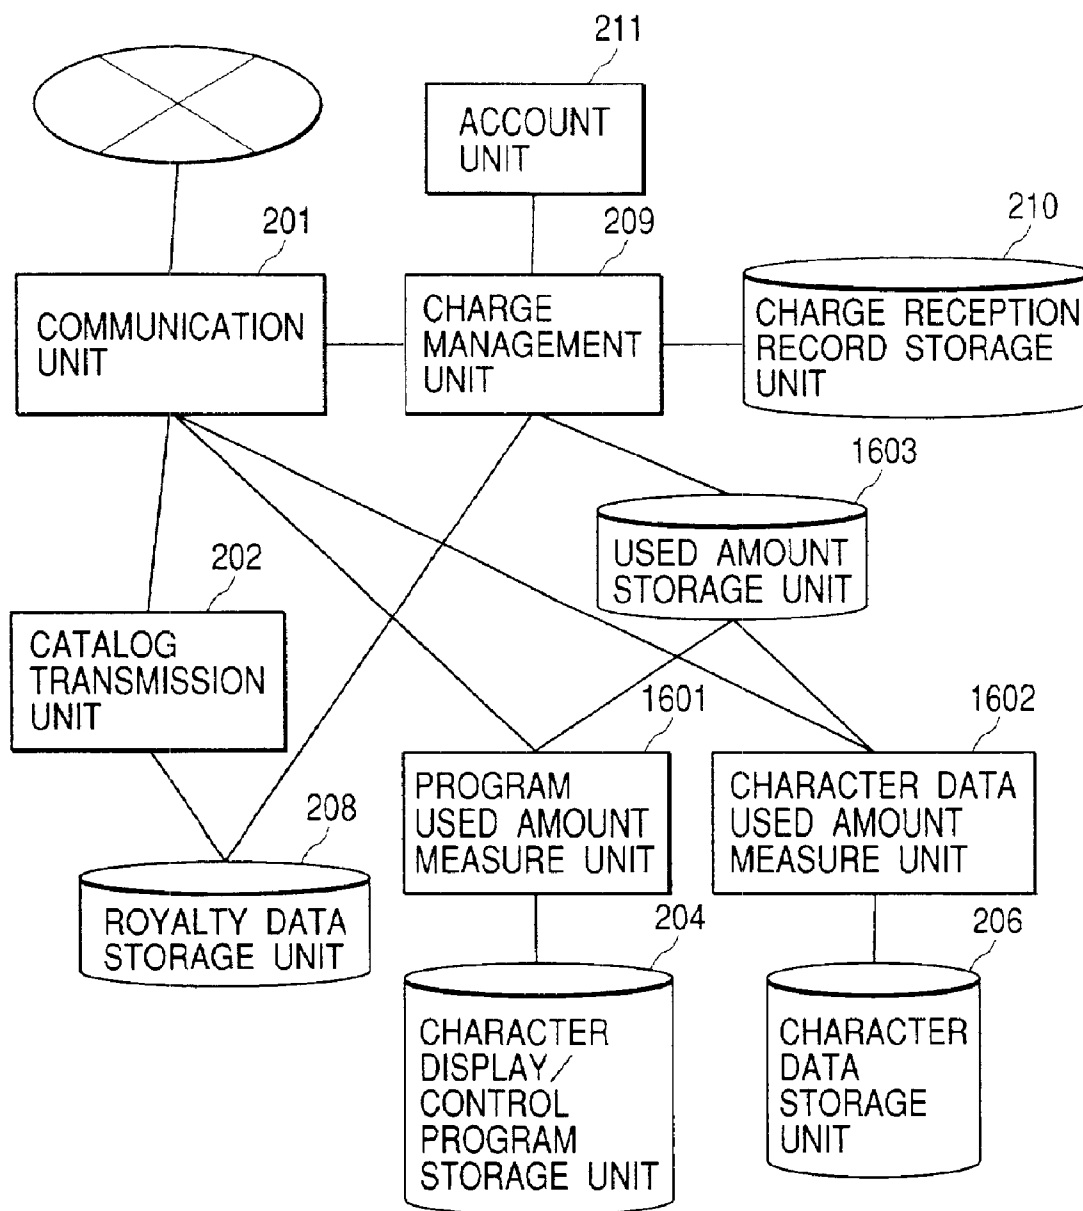 211
ACCOUNT
UNIT
201
COMMUNICATION
UNIT
209
CHARGE
MANAGEMENT
UNIT
210
CHARGE RECEPTION
RECORD STORAGE
UNIT
1603
USED AMOUNT
STORAGE UNIT
202
CATALOG
TRANSMISSION
UNIT
1601
PROGRAM
USED AMOUNT
MEASURE UNIT
1602
CHARACTER DATA
USED AMOUNT
MEASURE UNIT
208
ROYALTY DATA
STORAGE UNIT
204
CHARACTER
DISPLAY/
CONTROL
PROGRAM
STORAGE UNIT
206
CHARACTER
DATA
STORAGE
UNIT